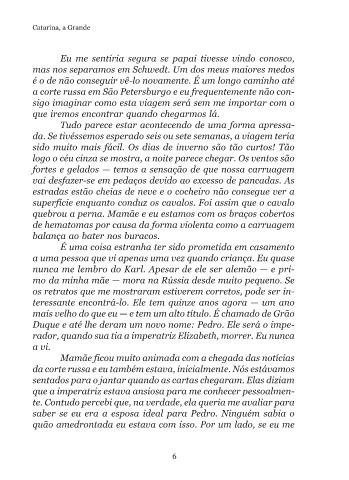 Catarina, a Grande
Eu me sentiria segura se papai tivesse vindo conosco,
mas nos separamos em Schwedt. Um dos meus maiores medos
é o de não conseguir vê-lo novamente. É um longo caminho até
a corte russa em São Petersburgo e eu frequentemente não con-
sigo imaginar como esta viagem será sem me importar com o
que iremos encontrar quando chegarmos lá.
Tudo parece estar acontecendo de uma forma apressa-
da. Se tivéssemos esperado seis ou sete semanas, a viagem teria
sido muito mais fácil. Os dias de inverno são tão curtos! Tão
logo o céu cinza se mostra, a noite parece chegar. Os ventos são
fortes e gelados — temos a sensação de que nossa carruagem
vai desfazer-se em pedaços devido ao excesso de pancadas. As
estradas estão cheias de neve e o cocheiro não consegue ver a
superfície enquanto conduz os cavalos. Foi assim que o cavalo
quebrou a perna. Mamãe e eu estamos com os braços cobertos
de hematomas por causa da forma violenta como a carruagem
balança ao bater nos buracos.
É uma coisa estranha ter sido prometida em casamento
a uma pessoa que vi apenas uma vez quando criança. Eu quase
nunca me lembro do Karl. Apesar de ele ser alemão — e pri-
mo da minha mãe — mora na Rússia desde muito pequeno. Se
os retratos que me mostraram estiverem corretos, pode ser in-
teressante encontrá-lo. Ele tem quinze anos agora — um ano
mais velho do que eu — e tem um alto título. É chamado de Grão
Duque e até lhe deram um novo nome: Pedro. Ele será o impe-
rador, quando sua tia a imperatriz Elizabeth, morrer. Eu nunca
a vi.
Mamãe ficou muito animada com a chegada das notícias
da corte russa e eu também estava, inicialmente. Nós estávamos
sentados para o jantar quando as cartas chegaram. Elas diziam
que a imperatriz estava ansiosa para me conhecer pessoalmen-
te. Contudo percebi que, na verdade, ela queria me avaliar para
saber se eu era a esposa ideal para Pedro. Ninguém sabia o
quão amedrontada eu estava com isso. Por um lado, se eu me
6